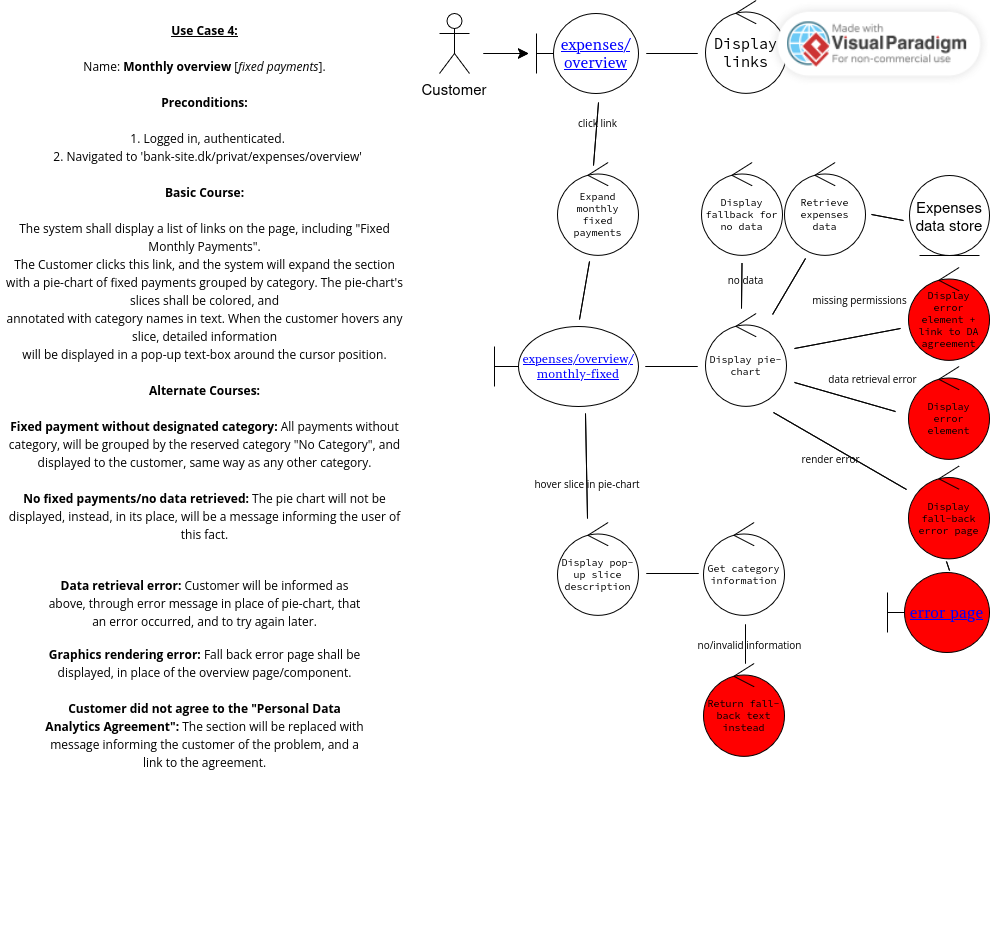 Use Case 4:
Name: Monthly overview [fixed payments].
Preconditions:
1. Logged in, authenticated.
2. Navigated to 'bank-site.dk/privat/expenses/overview'
Basic Course:
The system shall display a list of links on the page, including "Fixed
Monthly Payments".
The Customer clicks this link, and the system will expand the section
with a pie-chart of fixed payments grouped by category. The pie-chart's
slices shall be colored, and
annotated with category names in text. When the customer hovers any
slice, detailed information
will be displayed in a pop-up text-box around the cursor position.
Alternate Courses:
Fixed payment without designated category: All payments without
category, will be grouped by the reserved category "No Category", and
displayed to the customer, same way as any other category.
No fixed payments/no data retrieved: The pie chart will not be
displayed, instead, in its place, will be a message informing the user of
this fact.
Data retrieval error: Customer will be informed as
above, through error message in place of pie-chart, that
an error occurred, and to try again later.
Graphics rendering error: Fall back error page shall be
displayed, in place of the overview page/component.
Customer did not agree to the "Personal Data
Analytics Agreement": The section will be replaced with
message informing the customer of the problem, and a
link to the agreement.
Customer
expenses/
overview
Display
links
Made with
VisualParadigm
For non-commercial use
click link
Expand
monthly
fixed
payments
Display
fallback for
no data
Retrieve
expenses
data
Expenses
data store
no data
missing permissions
Display
error
element +
link to DA
agreement
expenses/overview/
monthly-fixed
Display pie-
chart
data retrieval error
Display
error
element
render error
Display
fall-back
error page
error page
hover slice in pie-chart
Display pop-
up slice
description
Get category
information
no/invalid information
Return fall-
back text
instead